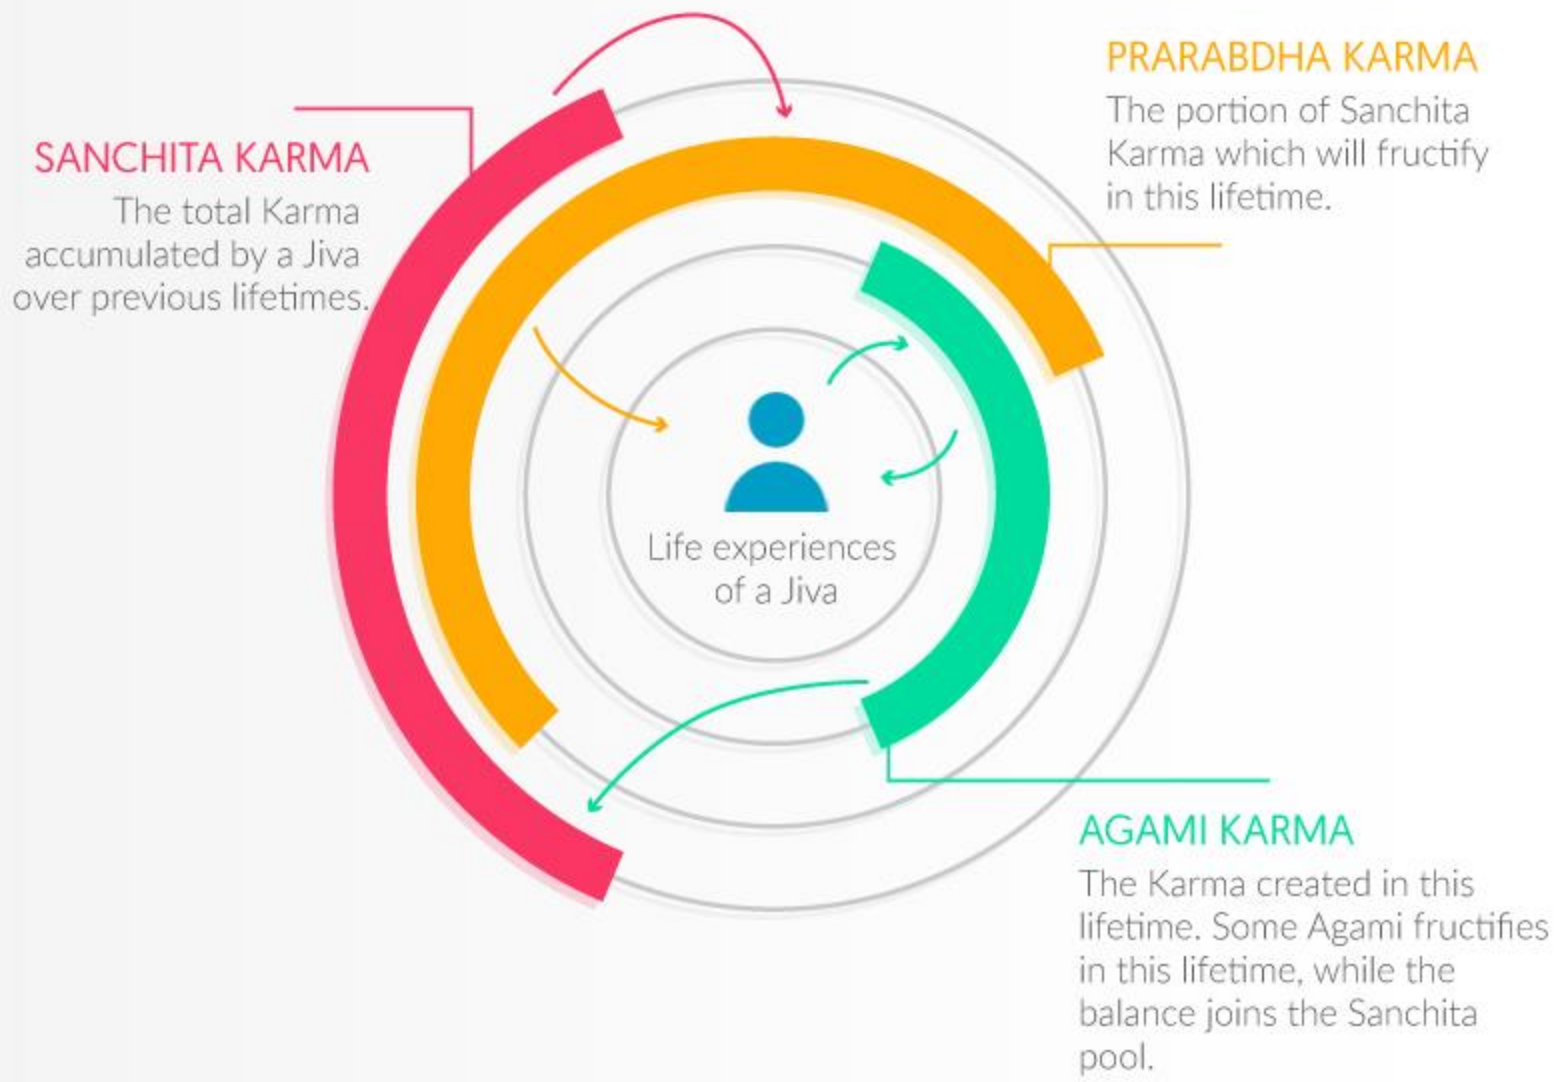 SANCHITA KARMA
The total Karma
accumulated by a Jiva
over previous lifetimes.
PRARABDHA KARMA
The portion of Sanchita
Karma which will fructify
in this lifetime.
Life experiences
of a Jiva
AGAMI KARMA
The Karma created in this
lifetime. Some Agami fructifies
in this lifetime, while the
balance joins the Sanchita
pool.